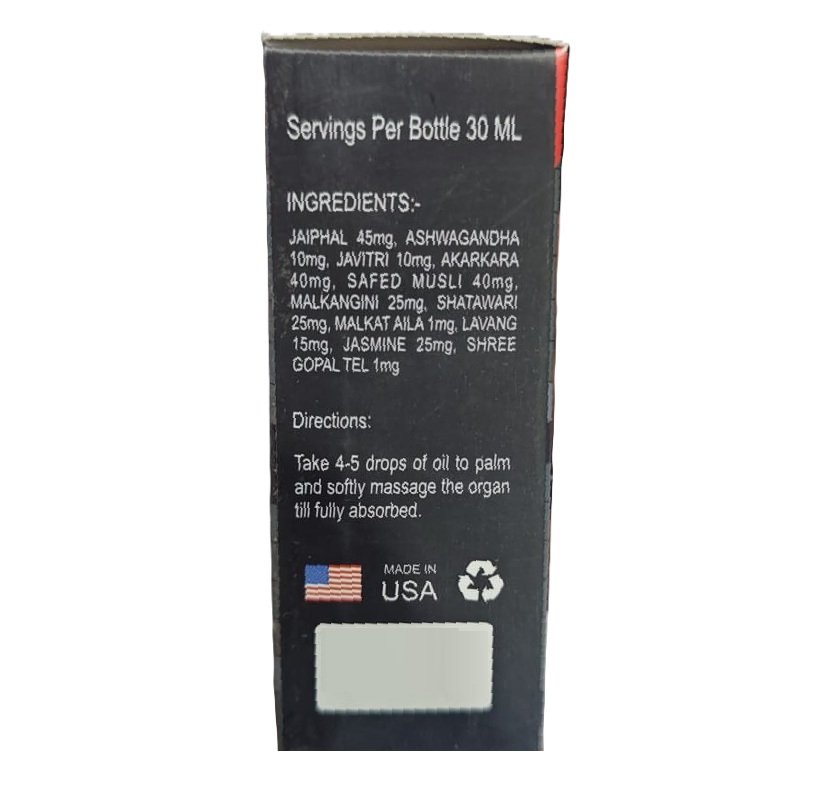 Servings Per Bottle 30 ML
INGREDIENTS:-
JAIPHAL 45mg, ASHWAGANDHA
10mg, JAVITRI 10mg, AKARKARA
40mg, SAFED MUSLI 40mg,
MALKANGINI 25mg, SHATAWARI
25mg, MALKAT AILA 1mg, LAVANG
15mg, JASMINE 25mg, SHREE
GOPAL TEL 1mg
Directions:
Take 4-5 drops of oil to palm
and softly massage the organ
till fully absorbed.
MADE IN
USA